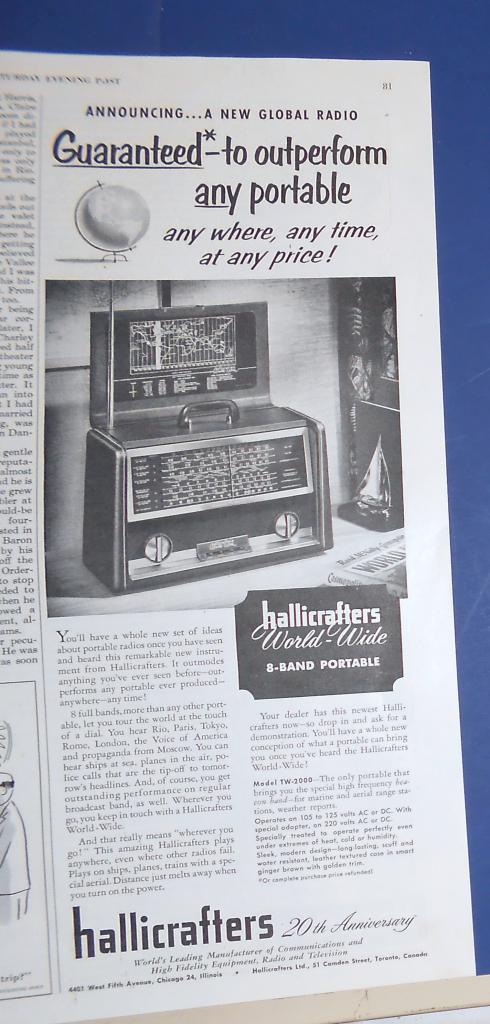 TURDAY EVENING POST
81
ANNOUNCING...A NEW GLOBAL RADIO
Guaranteed*-to outperform
any portable
any where, any time,
at any price!
hallicrafters
World-Wide
8-BAND PORTABLE
You'll have a whole new set of ideas
about portable radios once you have seen
and heard this remarkable new instru-
ment from Hallicrafters. It outmodes
anything you've ever seen before—out-
performs any portable ever produced—
anywhere—any time!
8 full bands, more than any other port-
able, let you tour the world at the touch
of a dial. You hear Rio, Paris, Tokyo,
Rome, London, the Voice of America
and propaganda from Moscow. You can
hear ships at sea, planes in the air, po-
lice calls that are the tip-off to tomor-
row's headlines. And, of course, you get
outstanding performance on regular
broadcast band, as well. Wherever you
go, you keep in touch with a Hallicrafters
World-Wide.
And that really means "wherever you
go!" This amazing Hallicrafters plays
anywhere, even where other radios fail.
Plays on ships, planes, trains with a spe-
cial aerial. Distance just melts away when
you turn on the power.
Your dealer has this newest Halli-
crafters now—so drop in and ask for a
demonstration. You'll have a whole new
conception of what a portable can bring
you once you've heard the Hallicrafters
World-Wide!
Model TW-2000—The only portable that
brings you the special high frequency bea-
con band—for marine and aerial range sta-
tions, weather reports.
Operates on 105 to 125 volts AC or DC. With
special adapter, on 220 volts AC or DC.
Specially treated to operate perfectly even
under extremes of heat, cold or humidity.
Sleek, modern design—long-lasting, scuff and
water resistant, leather textured case in smart
ginger brown with golden trim.
*Or complete purchase price refunded!
hallicrafters 20th Anniversary
World's Leading Manufacturer of Communications and
High Fidelity Equipment, Radio and Television
4401 West Fifth Avenue, Chicago 24, Illinois • Hallicrafters Ltd., 51 Camden Street, Toronto, Canada
trip!"